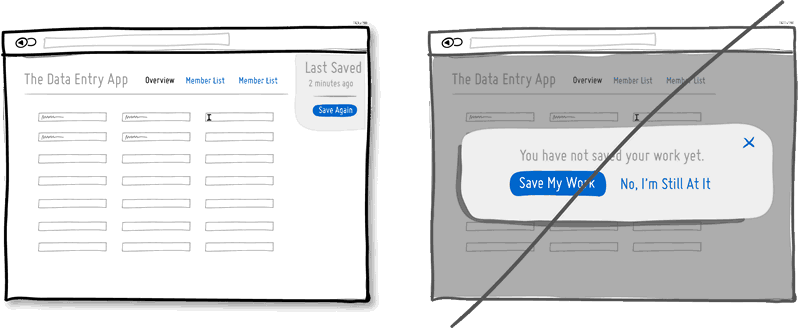 The Data Entry App Overview Member List Member List
Last Saved
2 minutes ago
Save Again
The Data Entry App Overview Member List Member List
You have not saved your work yet.
Save My Work No, I'm Still At It